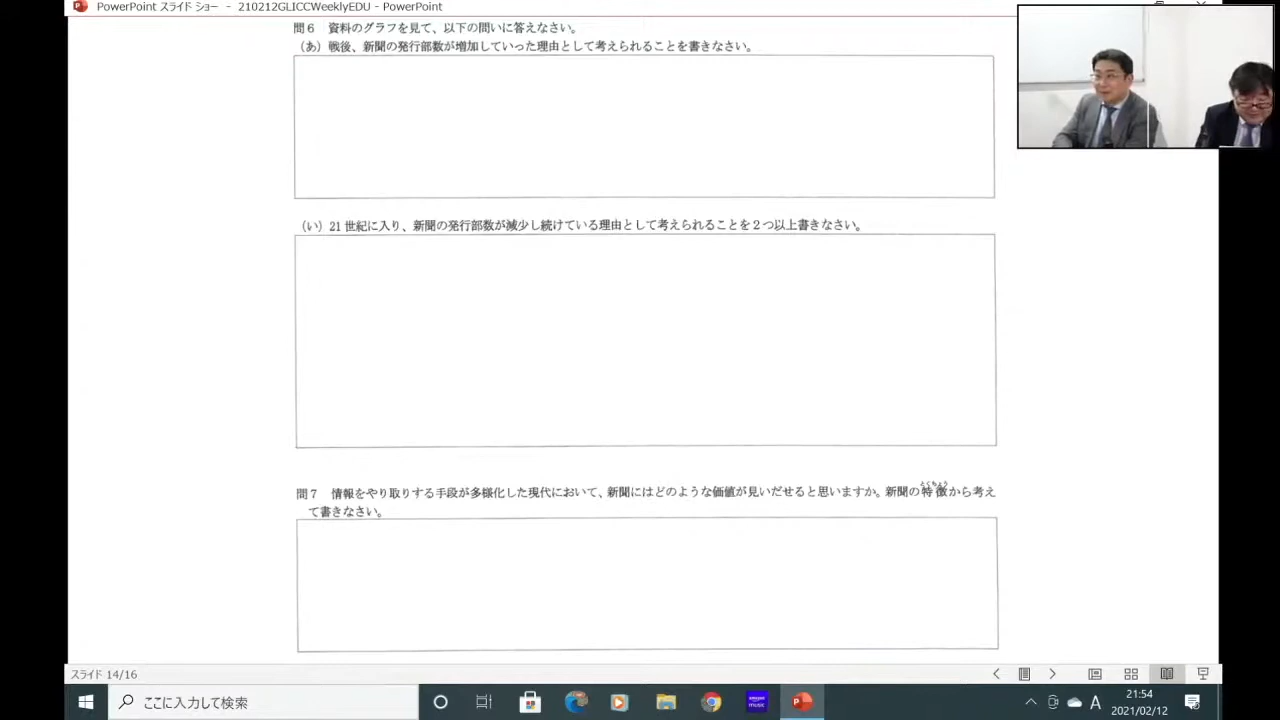 PowerPoint スライド ショー - 210212GLICCWeeklyEDU - PowerPoint
問６　資料のグラフを見て、以下の問いに答えなさい。
（あ）戦後、新聞の発行部数が増加していった理由として考えられることを書きなさい。
（い）21 世紀に入り、新聞の発行部数が減少し続けている理由として考えられることを２つ以上書きなさい。
とくちょう
問７　情報をやり取りする手段が多様化した現代において、新聞にはどのような価値が見いだせると思いますか。新聞の特徴から考え
て書きなさい。
スライド 14/16
ここに入力して検索
amazon music
A
21:54
2021/02/12